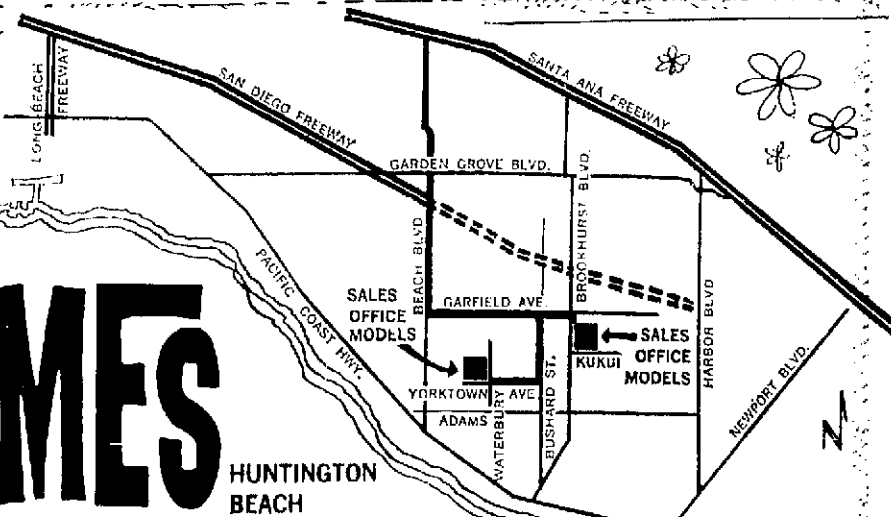 LONG BEACH
FREEWAY
SAN DIEGO FREEWAY
SANTA ANA FREEWAY
GARDEN GROVE BLVD.
BROOKHURST BLVD.
BEACH BLVD
PACIFIC COAST HWY.
HARBOR BLVD
GARFIELD AVE.
SALES
OFFICE
MODELS
SALES
OFFICE
MODELS
KUKUI
YORKTOWN AVE.
ADAMS
WATERBURY
BUSHARD ST.
NEWPORT BLVD.
N
MES
HUNTINGTON
BEACH